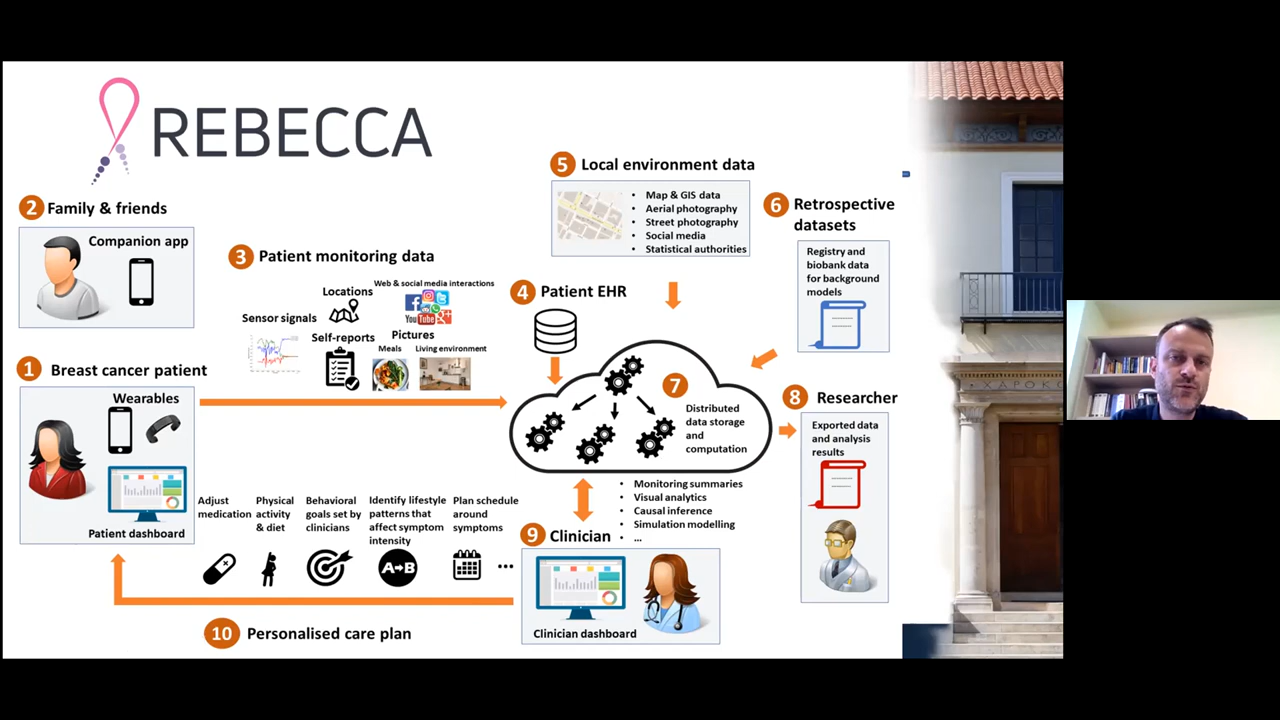 REBECCA
2 Family & friends
Companion app
1 Breast cancer patient
Wearables
Patient dashboard
3 Patient monitoring data
Web & social media interactions
Locations
Sensor signals
You Tube
Self-reports
Pictures
Meals
Living environment
4 Patient EHR
5 Local environment data
• Map & GIS data
• Aerial photography
• Street photography
• Social media
• Statistical authorities
6 Retrospective
datasets
Registry and
biobank data
for background
models
7
Distributed
data storage
and
computation
8 Researcher
Exported data
and analysis
results
• Monitoring summaries
• Visual analytics
• Causal inference
• Simulation modelling
• ...
9 Clinician
Clinician dashboard
Adjust
medication
Physical
activity
& diet
Behavioral
goals set by
clinicians
Identify lifestyle
patterns that
affect symptom
intensity
A B
Plan schedule
around
symptoms
...
10 Personalised care plan
ΧΑΡΟΚΟ